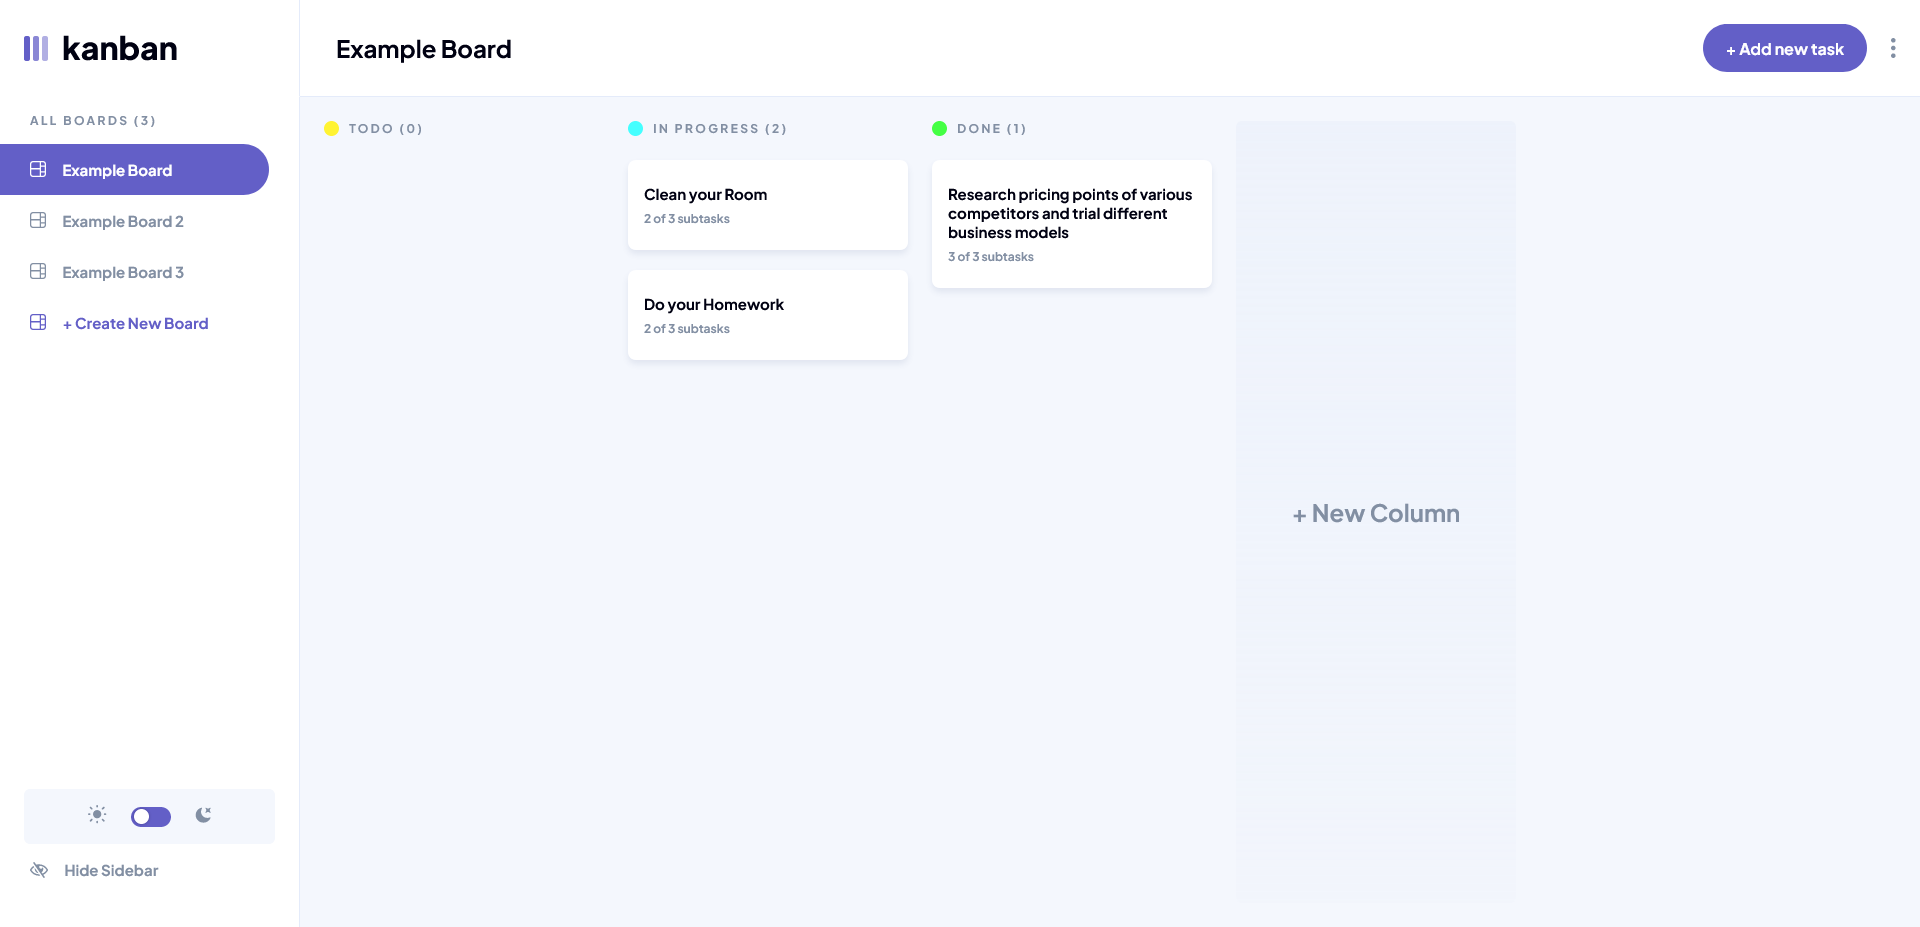 kanban
ALL BOARDS (3)
Example Board
Example Board 2
Example Board 3
+ Create New Board
Hide Sidebar
Example Board
+ Add new task
TODO (0)
IN PROGRESS (2)
Clean your Room
2 of 3 subtasks
Do your Homework
2 of 3 subtasks
DONE (1)
Research pricing points of various
competitors and trial different
business models
3 of 3 subtasks
+ New Column